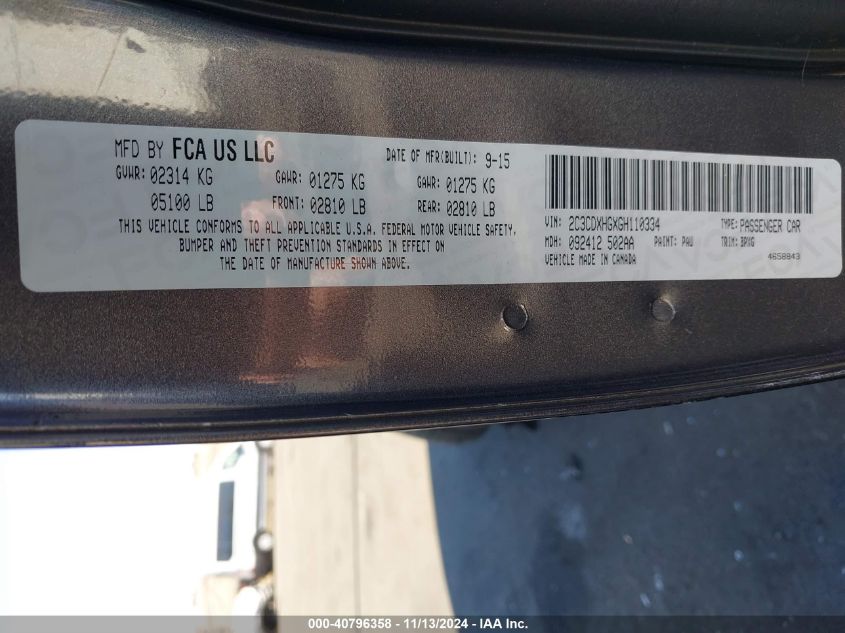 MFD BY FCA US LLC
DATE OF MFR(BUILT): 9-15
GVWR: 02314 KG GAWR: 01275 KG GAWR: 01275 KG
05100 LB FRONT: 02810 LB REAR: 02810 LB
THIS VEHICLE CONFORMS TO ALL APPLICABLE U.S.A. FEDERAL MOTOR VEHICLE SAFETY,
BUMPER AND THEFT PREVENTION STANDARDS IN EFFECT ON
THE DATE OF MANUFACTURE SHOWN ABOVE.
VIN: 2C3CDXHGXGH110334 TYPE: PASSENGER CAR
MDH: 092412 502AA PAINT: PAU TRIM: BPXG
VEHICLE MADE IN CANADA 4658843
000-40796358 - 11/13/2024 - I.A.A. Inc.